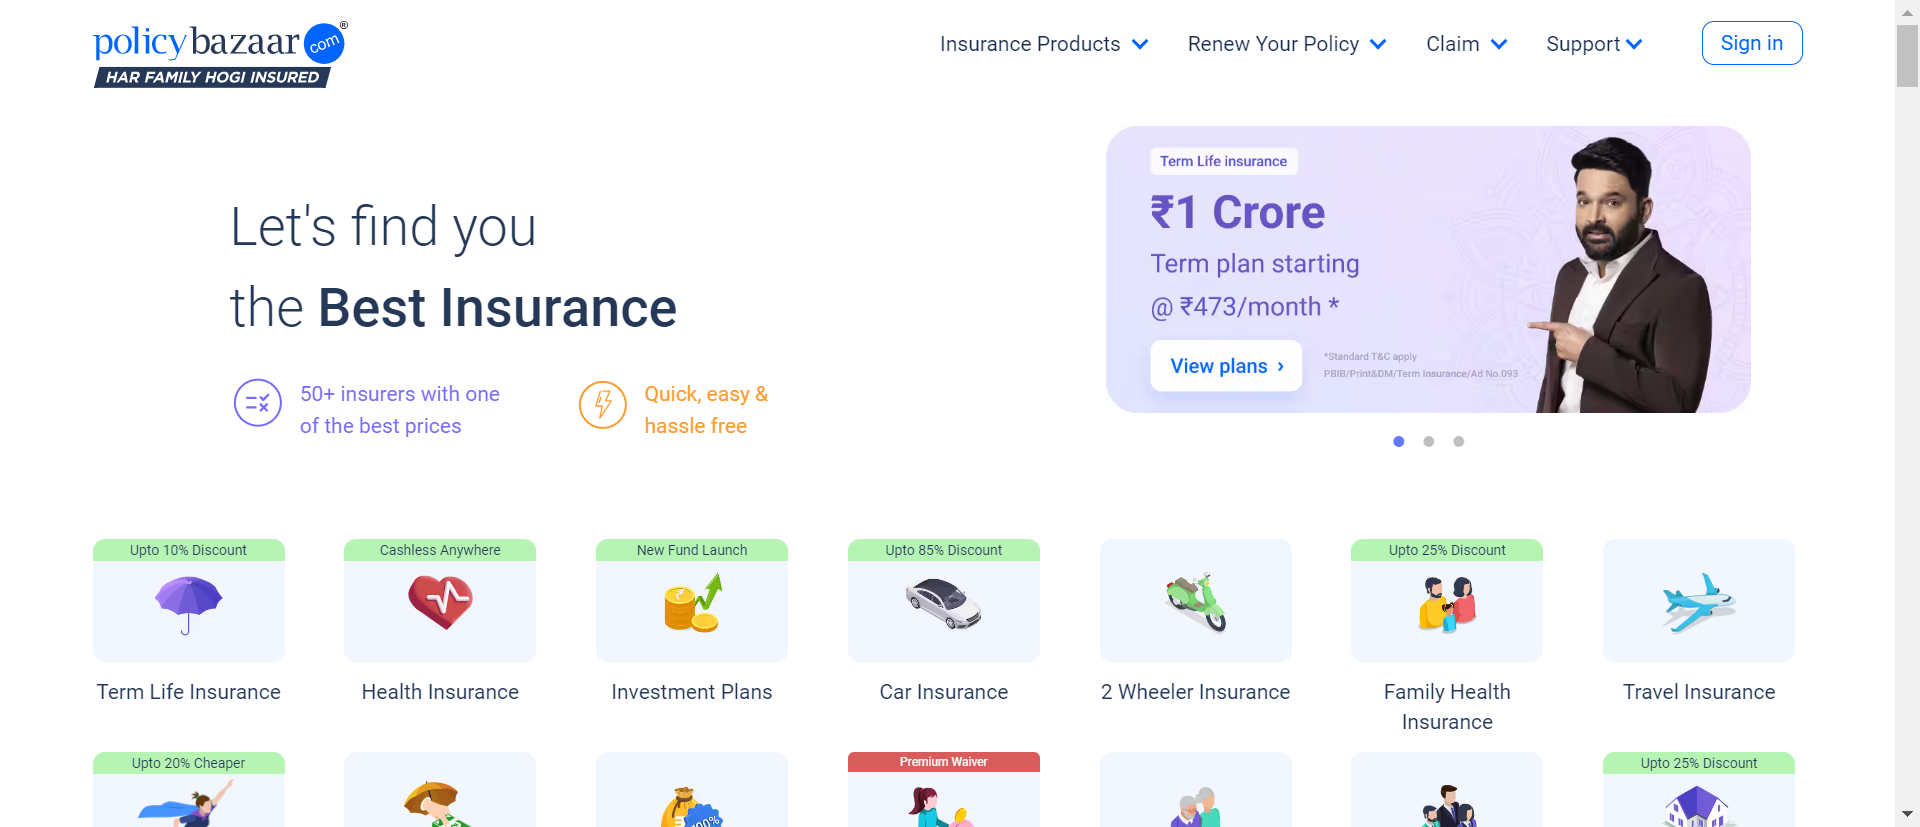 policybazaar com ®
HAR FAMILY HOGI INSURED
Insurance Products
Renew Your Policy
Claim
Support
Sign in
Let's find you
the Best Insurance
50+ insurers with one
of the best prices
Quick, easy &
hassle free
Term Life insurance
₹1 Crore
Term plan starting
@ ₹473/month *
View plans ›
*Standard T&C apply
PBIB/Print&DM/Term Insurance/Ad No.093
Upto 10% Discount
Term Life Insurance
Cashless Anywhere
Health Insurance
New Fund Launch
Investment Plans
Upto 85% Discount
Car Insurance
2 Wheeler Insurance
Upto 25% Discount
Family Health
Insurance
Travel Insurance
Upto 20% Cheaper
100%
Premium Waiver
Upto 25% Discount